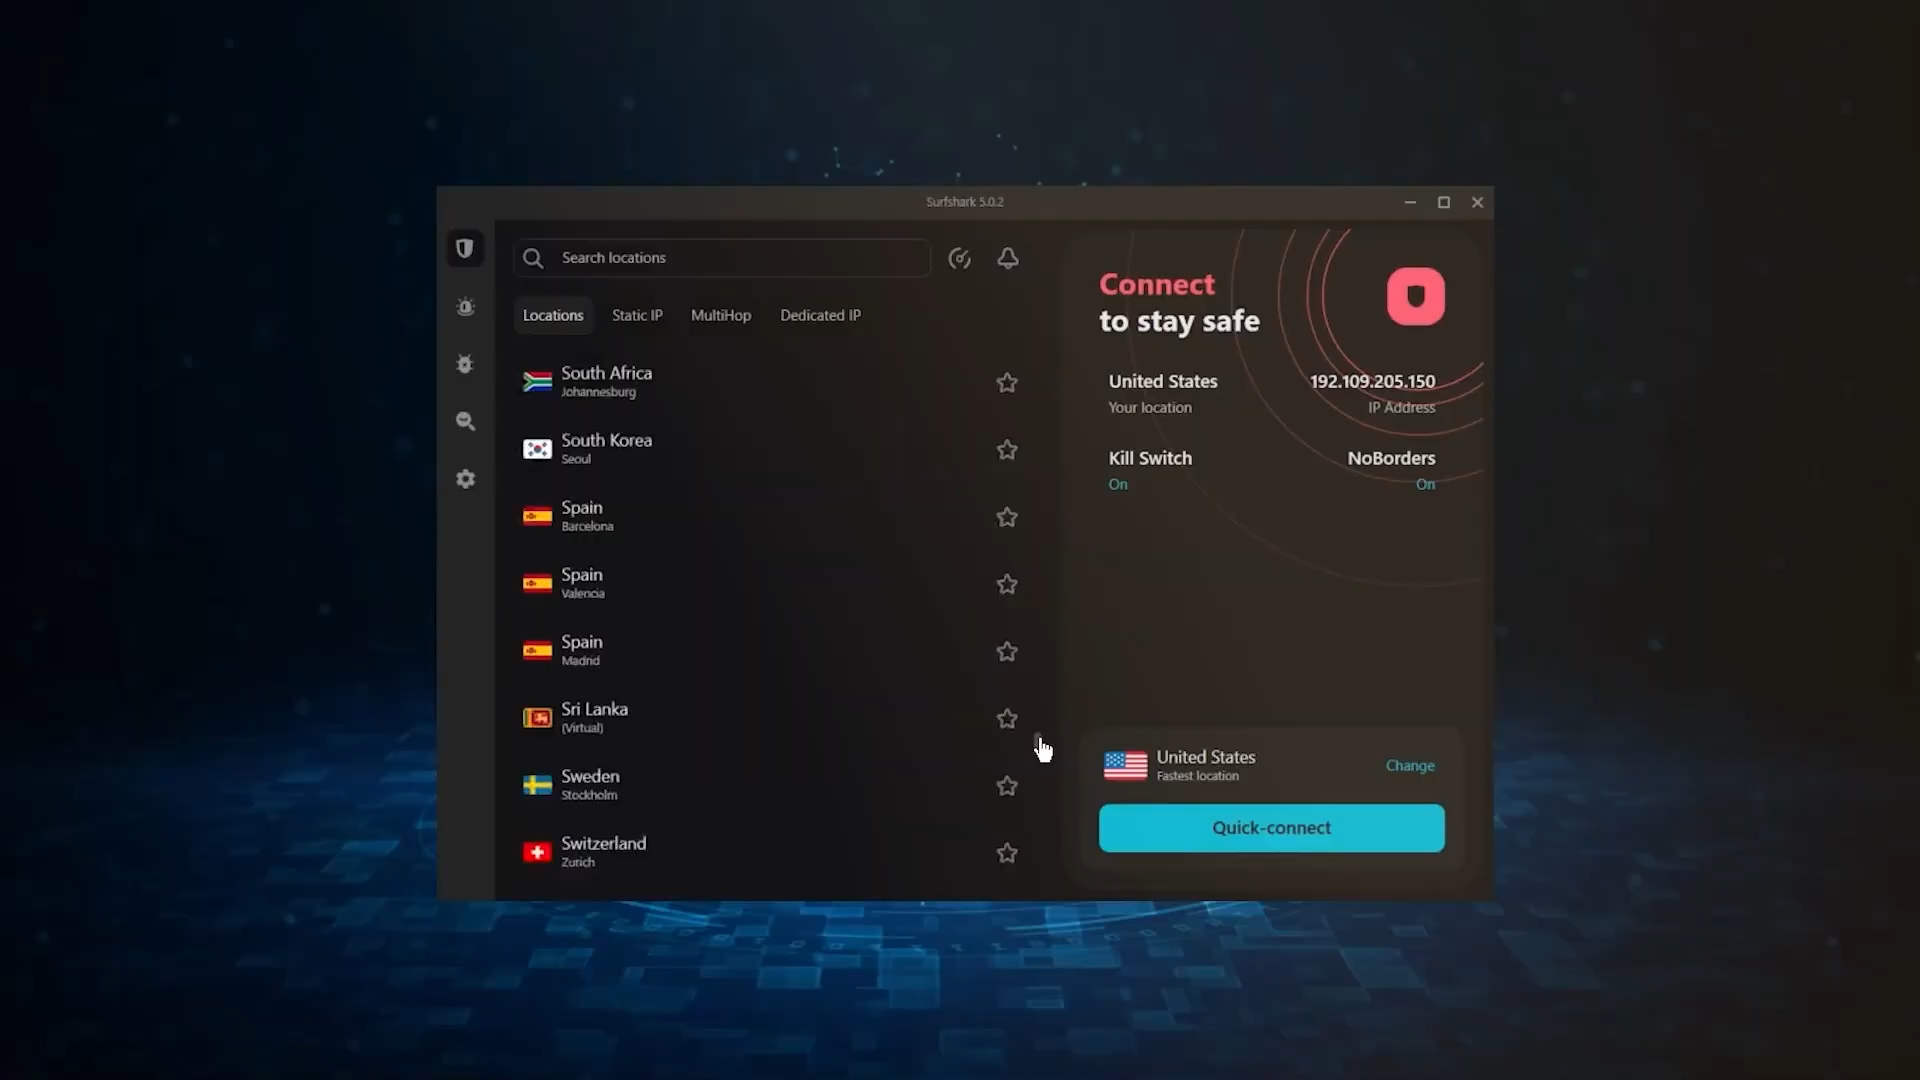 Surfshark 5.0.2
Search locations
Locations
Static IP
MultiHop
Dedicated IP
South Africa
Johannesburg
South Korea
Seoul
Spain
Barcelona
Spain
Valencia
Spain
Madrid
Sri Lanka
(Virtual)
Sweden
Stockholm
Switzerland
Zurich
Connect
to stay safe
United States
Your location
192.109.205.150
IP Address
Kill Switch
On
NoBorders
On
United States
Fastest location
Change
Quick-connect